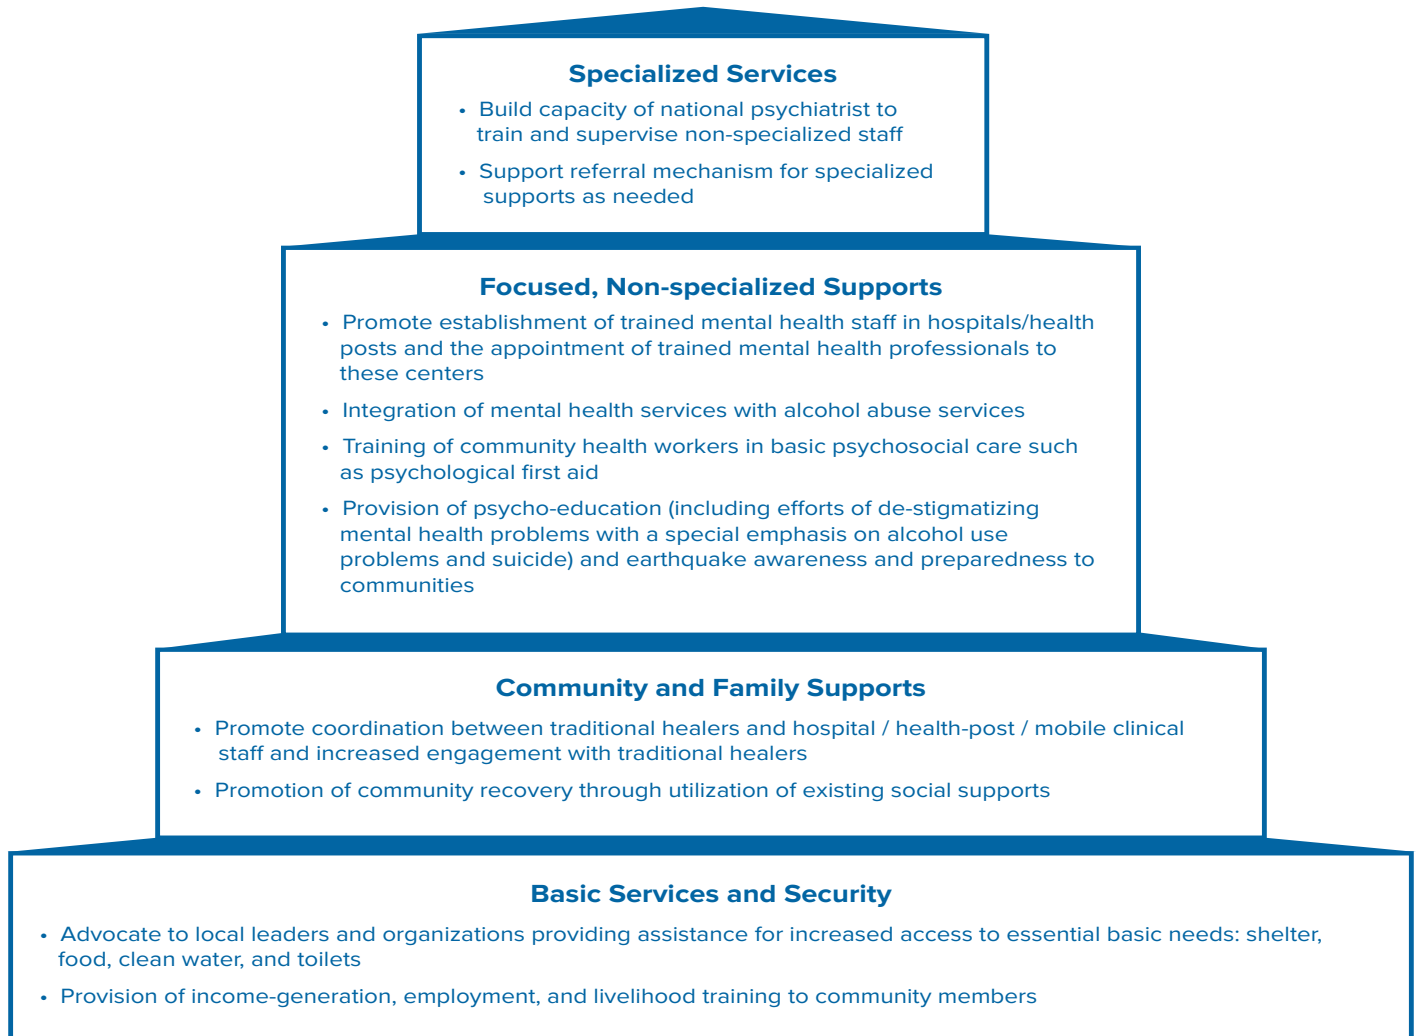 Specialized Services
• Build capacity of national psychiatrist to
train and supervise non-specialized staff
• Support referral mechanism for specialized
supports as needed
Focused, Non-specialized Supports
• Promote establishment of trained mental health staff in hospitals/health
posts and the appointment of trained mental health professionals to
these centers
• Integration of mental health services with alcohol abuse services
• Training of community health workers in basic psychosocial care such
as psychological first aid
• Provision of psycho-education (including efforts of de-stigmatizing
mental health problems with a special emphasis on alcohol use
problems and suicide) and earthquake awareness and preparedness to
communities
Community and Family Supports
• Promote coordination between traditional healers and hospital / health-post / mobile clinical
staff and increased engagement with traditional healers
• Promotion of community recovery through utilization of existing social supports
Basic Services and Security
• Advocate to local leaders and organizations providing assistance for increased access to essential basic needs: shelter,
food, clean water, and toilets
• Provision of income-generation, employment, and livelihood training to community members